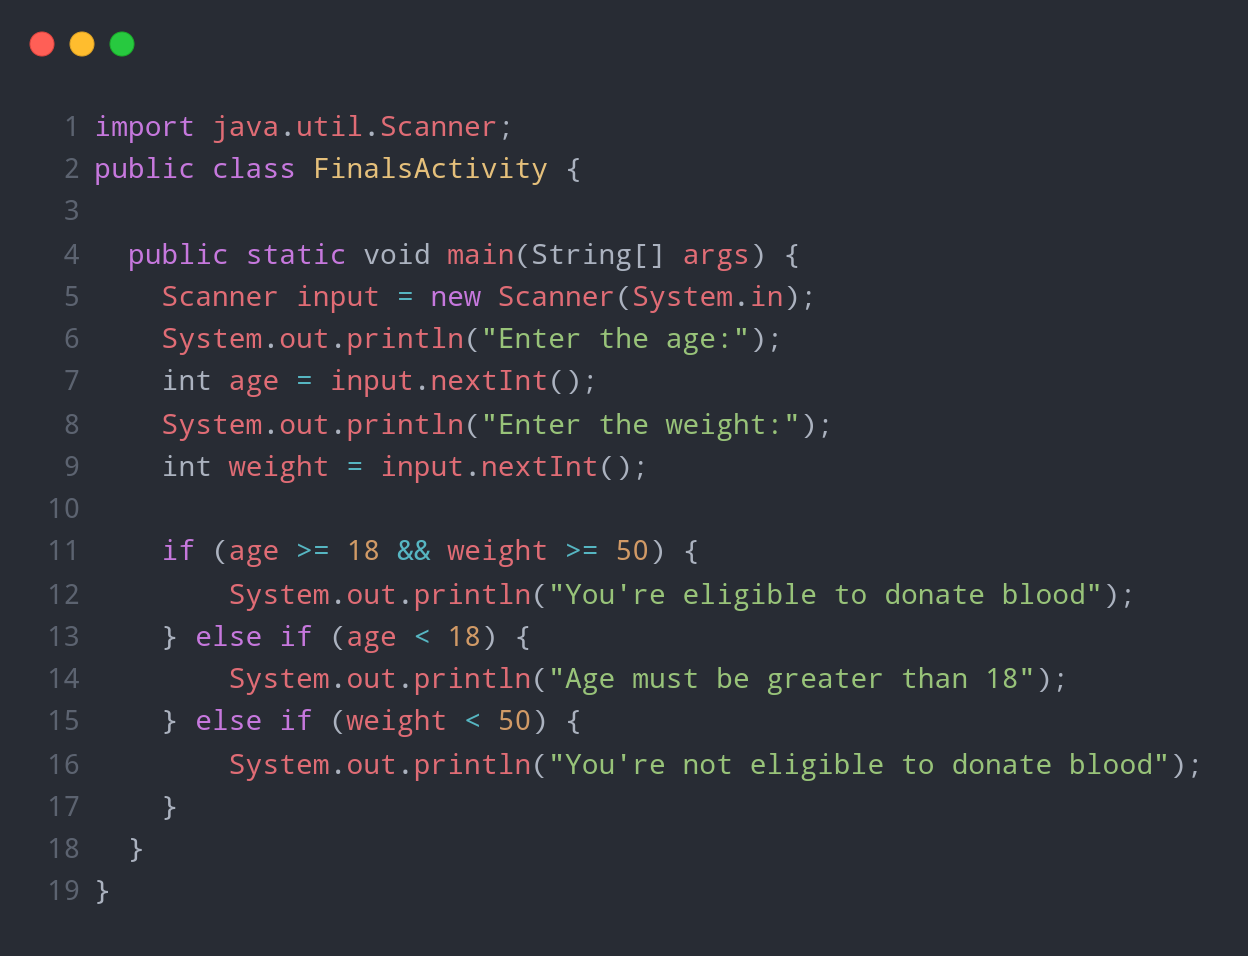 1 import java.util.Scanner;
2 public class FinalsActivity {
3
4   public static void main(String[] args) {
5     Scanner input = new Scanner(System.in);
6     System.out.println("Enter the age:");
7     int age = input.nextInt();
8     System.out.println("Enter the weight:");
9     int weight = input.nextInt();
10
11     if (age >= 18 && weight >= 50) {
12         System.out.println("You're eligible to donate blood");
13     } else if (age < 18) {
14         System.out.println("Age must be greater than 18");
15     } else if (weight < 50) {
16         System.out.println("You're not eligible to donate blood");
17     }
18   }
19 }